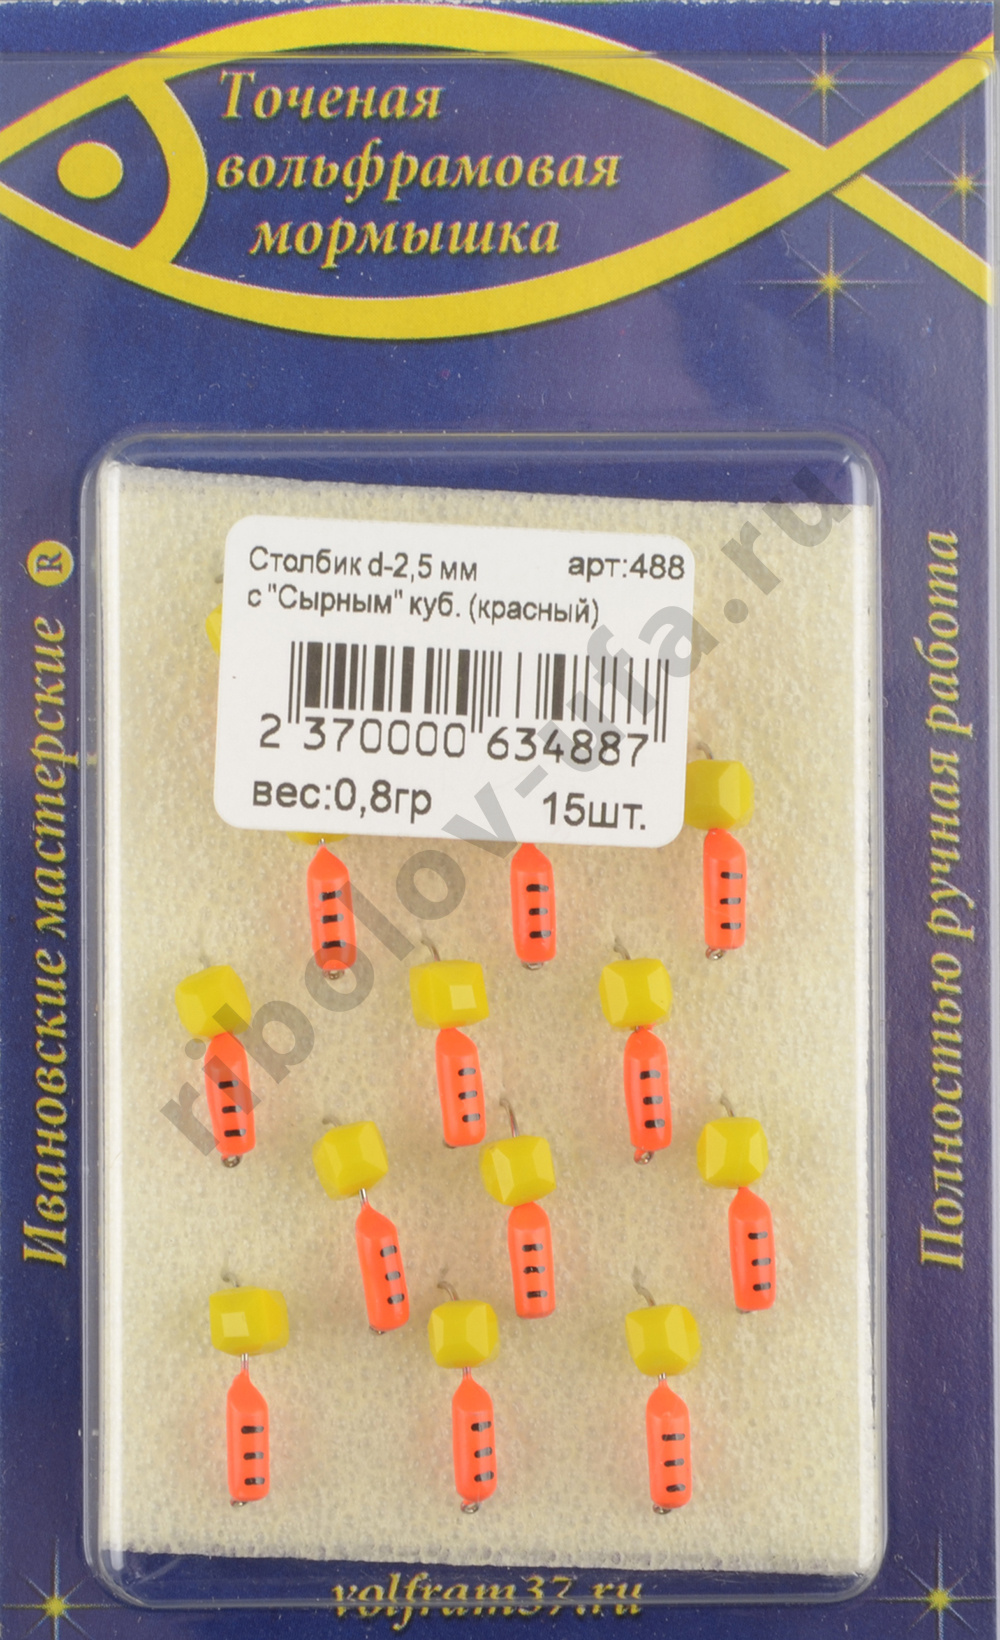 Точеная
вольфрамовая
мормышка
Ивановские мастерские ®
Полностью ручная работа
Столбик d-2,5 мм арт:488
с "Сырным" куб. (красный)
2 370000 634887
вес:0,8гр 15шт.
ribolov-ufa.ru
volfram37.ru